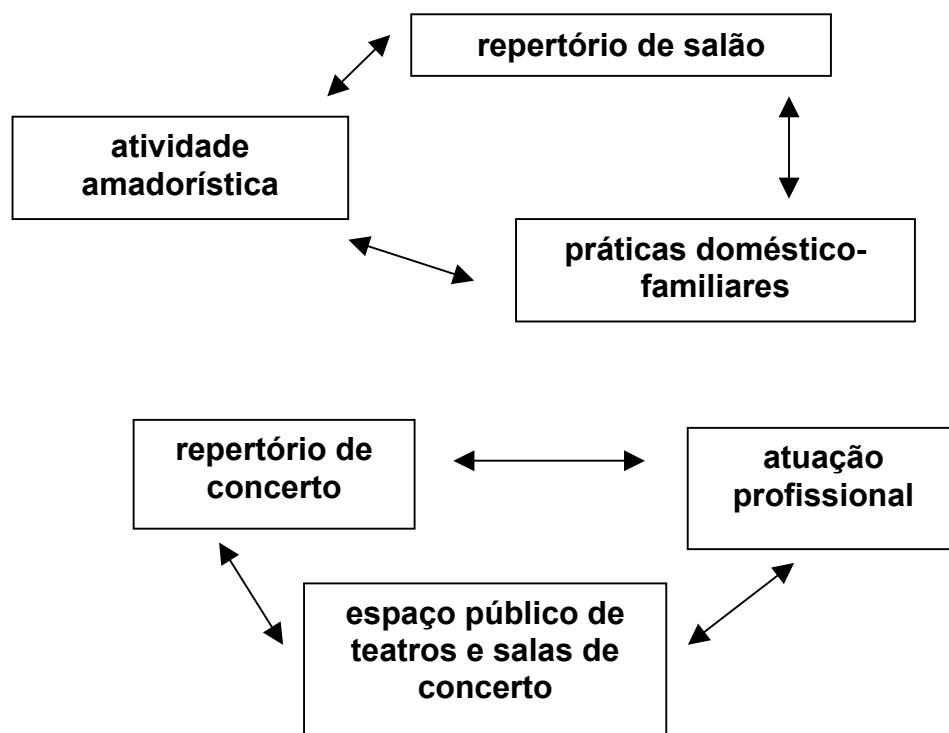 repertório de salão
atividade
amadorística
práticas doméstico-
familiares
repertório de
concerto
atuação
profissional
espaço público de
teatros e salas de
concerto